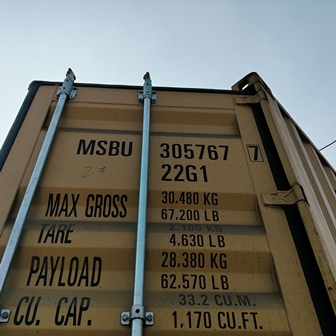 MSBU 305767 7
22G1
MAX GROSS 30.480 KG
67.200 LB
TARE 2.100 KG
4,630 LB
PAYLOAD 28.380 KG
62,570 LB
33.2 CU.M.
CU. CAP. 1,170 CU.FT.